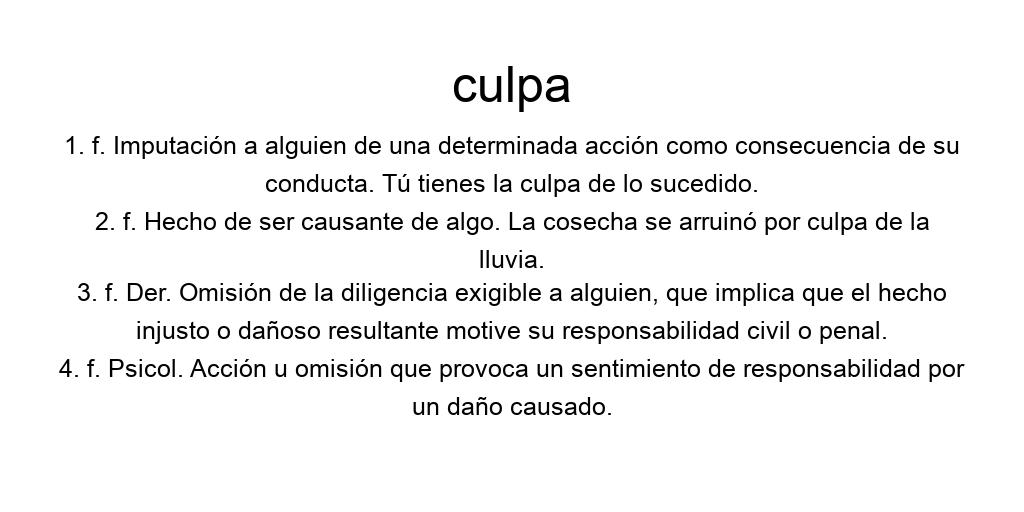 culpa
1. f. Imputación a alguien de una determinada acción como consecuencia de su
conducta. Tú tienes la culpa de lo sucedido.
2. f. Hecho de ser causante de algo. La cosecha se arruinó por culpa de la
lluvia.
3. f. Der. Omisión de la diligencia exigible a alguien, que implica que el hecho
injusto o dañoso resultante motive su responsabilidad civil o penal.
4. f. Psicol. Acción u omisión que provoca un sentimiento de responsabilidad por
un daño causado.